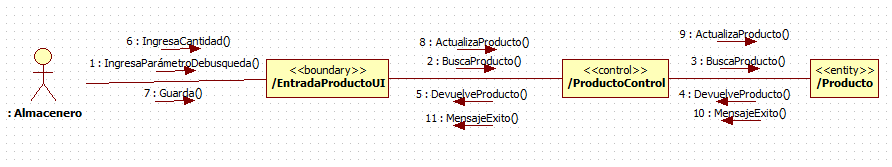 6 : IngresaCantidad()
1 : IngresaParámetroDebusqueda()
7 : Guarda()
: Almacenero
<<boundary>>
/EntradaProductoUI
8 : ActualizaProducto()
2 : BuscaProducto()
5 : DevuelveProducto()
11 : MensajeExito()
<<control>>
/ProductoControl
9 : ActualizaProducto()
3 : BuscaProducto()
4 : DevuelveProducto()
10 : MensajeExito()
<<entity>>
/Producto